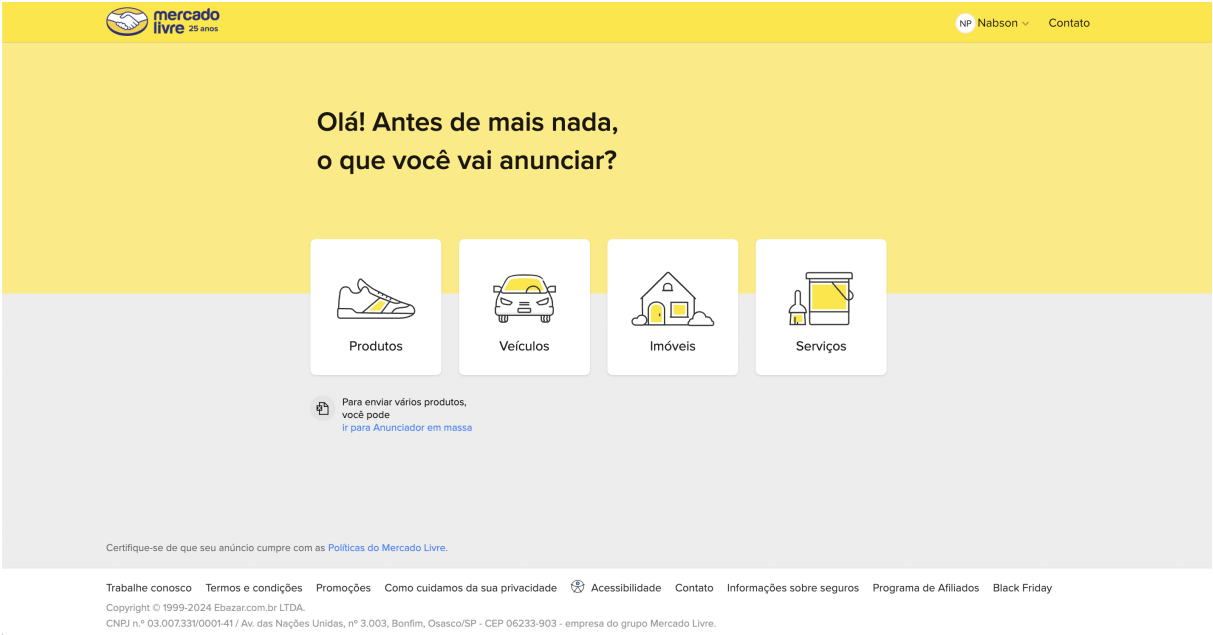 mercado
livre 25 anos
NP Nabson Contato
Olá! Antes de mais nada,
o que você vai anunciar?
Produtos Veículos Imóveis Serviços
Para enviar vários produtos,
você pode
ir para Anunciador em massa
Certifique-se de que seu anúncio cumpre com as Políticas do Mercado Livre.
Trabalhe conosco Termos e condições Promoções Como cuidamos da sua privacidade Acessibilidade Contato Informações sobre seguros Programa de Afiliados Black Friday
Copyright © 1999-2024 Ebazar.com.br LTDA.
CNPJ n.º 03.007.331/0001-41 / Av. das Nações Unidas, nº 3.003, Bonfim, Osasco/SP - CEP 06233-903 - empresa do grupo Mercado Livre.